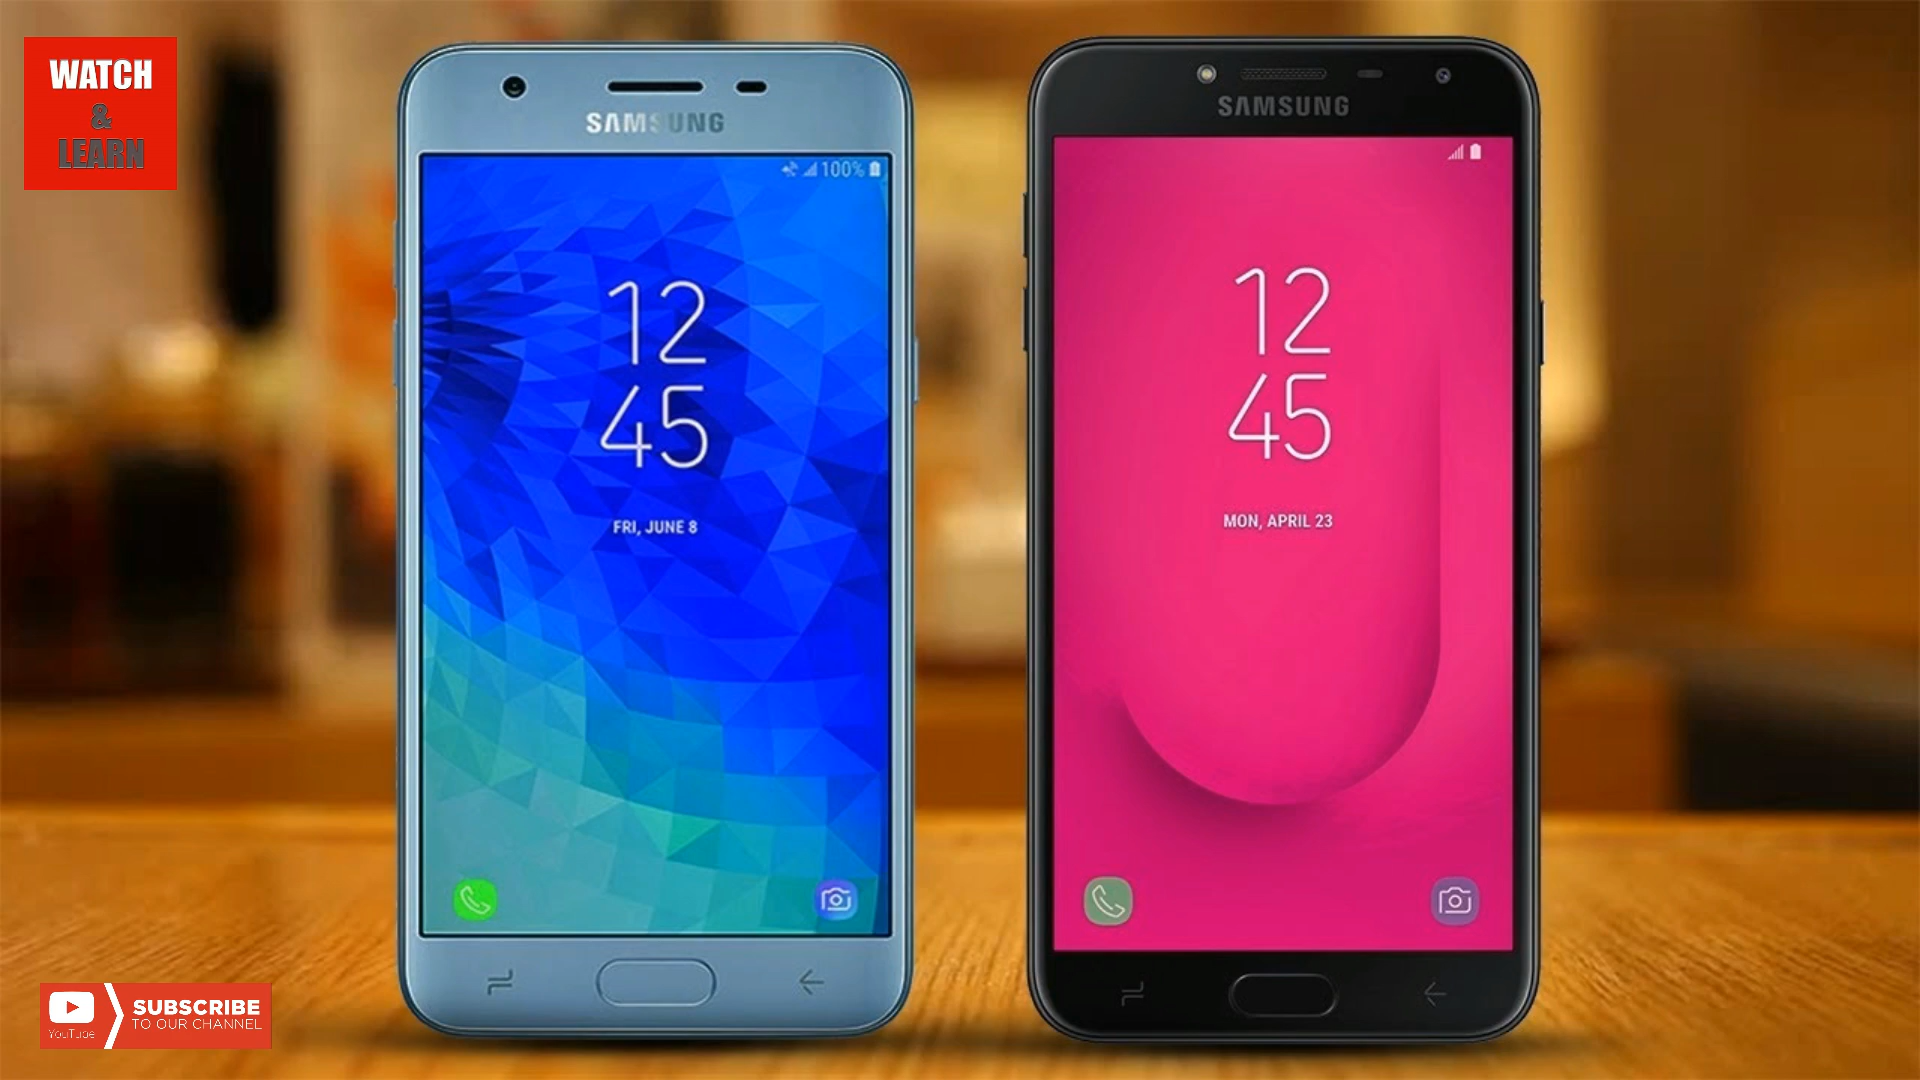 WATCH
&
LEARN
SAMSUNG
100%
12
45
FRI, JUNE 8
SAMSUNG
12
45
MON, APRIL 23
YouTube
SUBSCRIBE
TO OUR CHANNEL